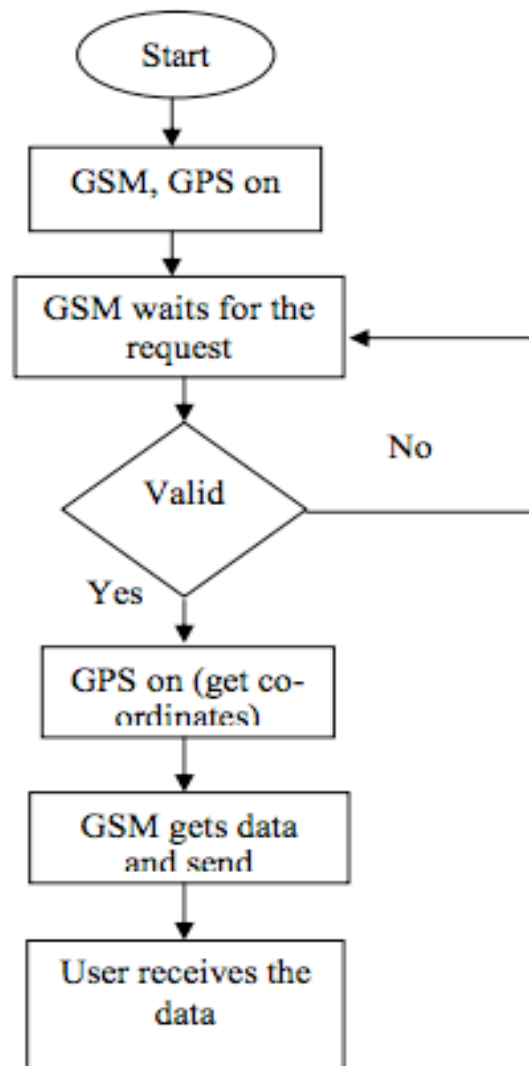 Start
GSM, GPS on
GSM waits for the
request
No
Valid
Yes
GPS on (get co-
ordinates)
GSM gets data
and send
User receives the
data